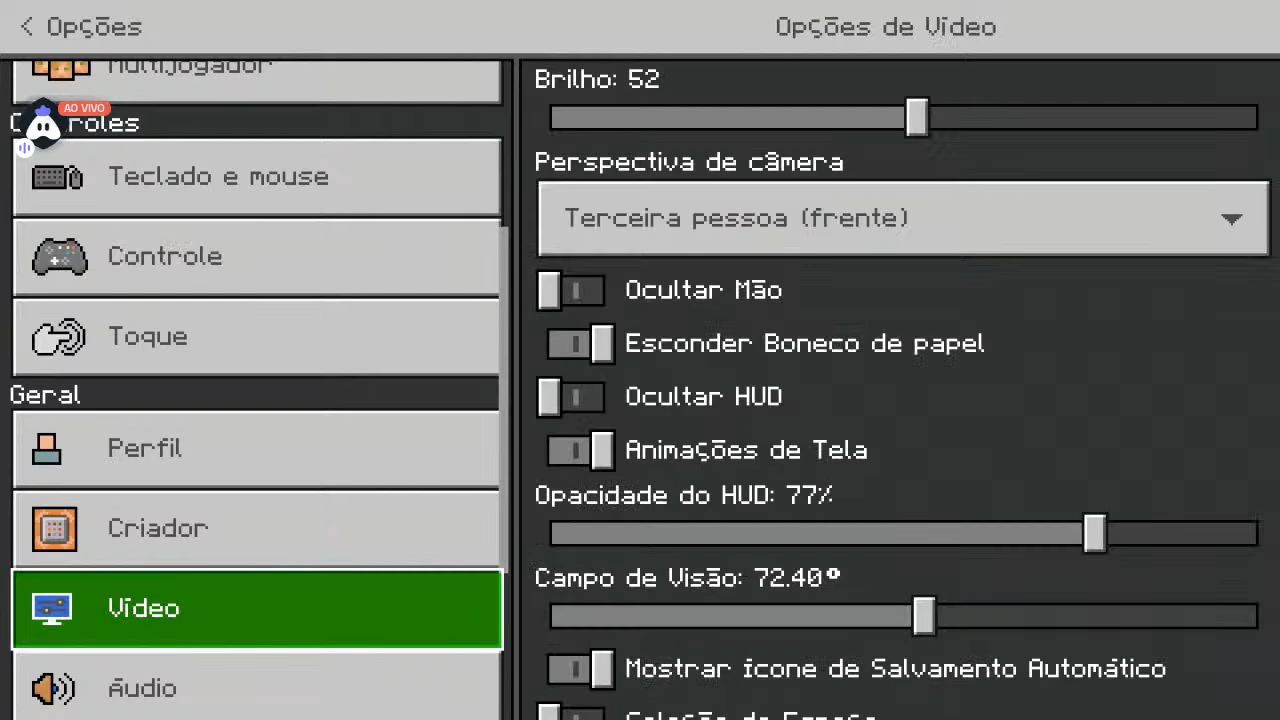 Opções
Opções de Vídeo
Multijogador
AO VIVO
roles
Teclado e mouse
Controle
Toque
Geral
Perfil
Criador
Vídeo
Áudio
Brilho: 52
Perspectiva de câmera
Terceira pessoa (frente)
Ocultar Mão
Esconder Boneco de papel
Ocultar HUD
Animações de Tela
Opacidade do HUD: 77%
Campo de Visão: 72.40°
Mostrar ícone de Salvamento Automático